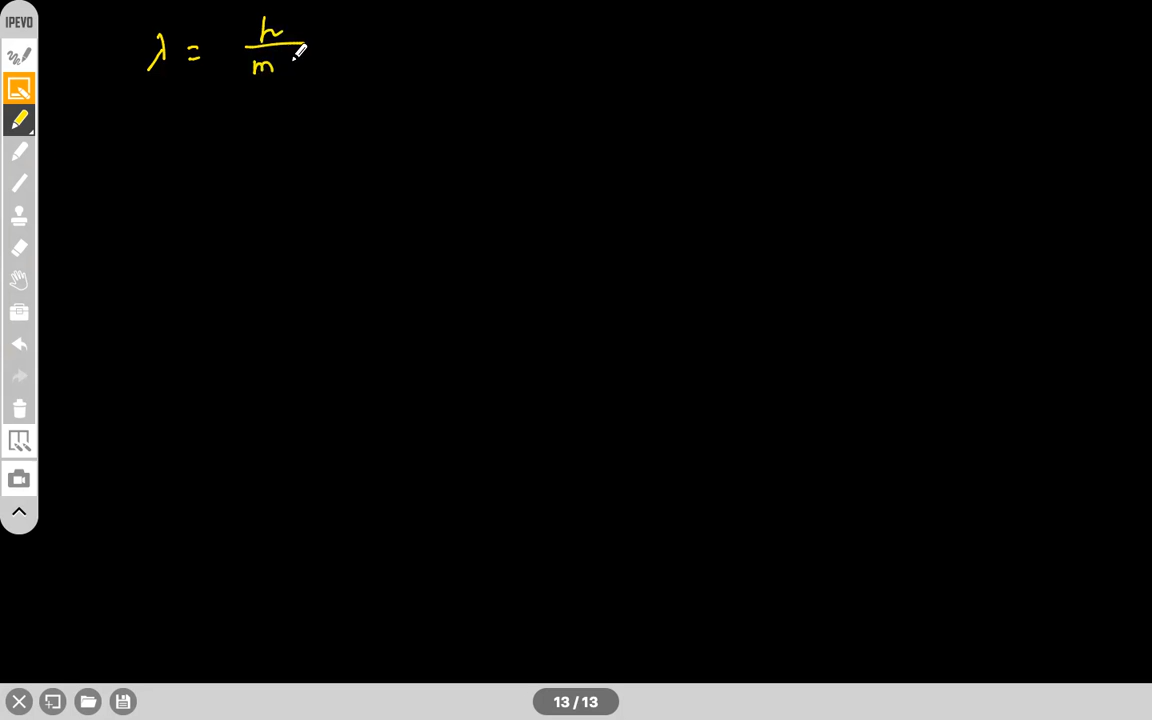 IPEVO
λ = h/m
13 / 13